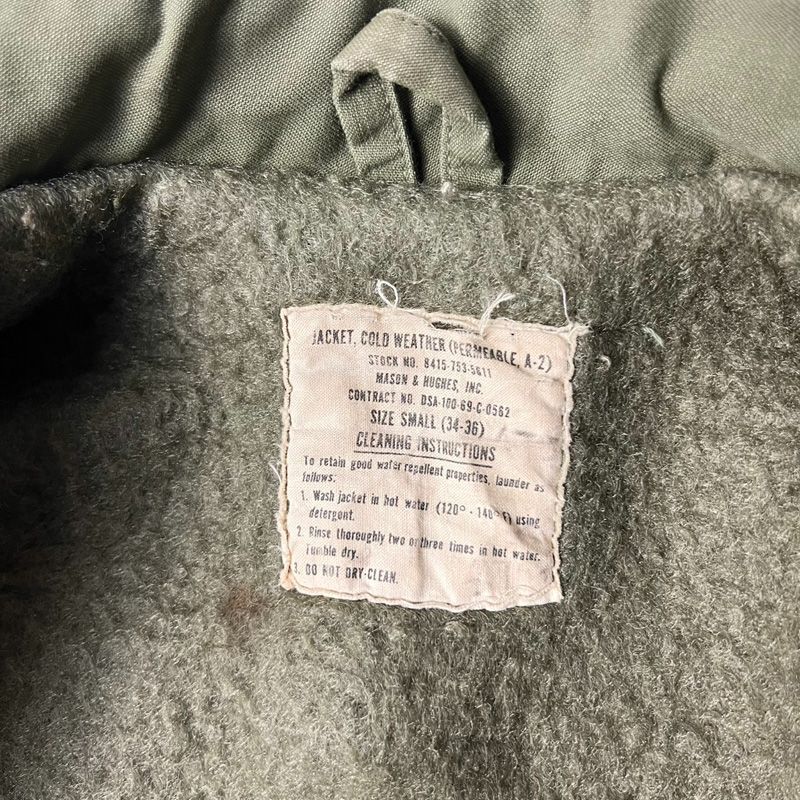 JACKET, COLD WEATHER (PERMEABLE, A-2)
STOCK NO. 8415-753-5611
MASON & HUGHES, INC.
CONTRACT NO. DSA-100-69-C-0562
SIZE SMALL (34-36)
CLEANING INSTRUCTIONS
To retain good water repellent properties, launder as
follows:
1. Wash jacket in hot water (120° - 140° F) using
detergent.
2. Rinse thoroughly two or three times in hot water.
Tumble dry.
3. DO NOT DRY-CLEAN.